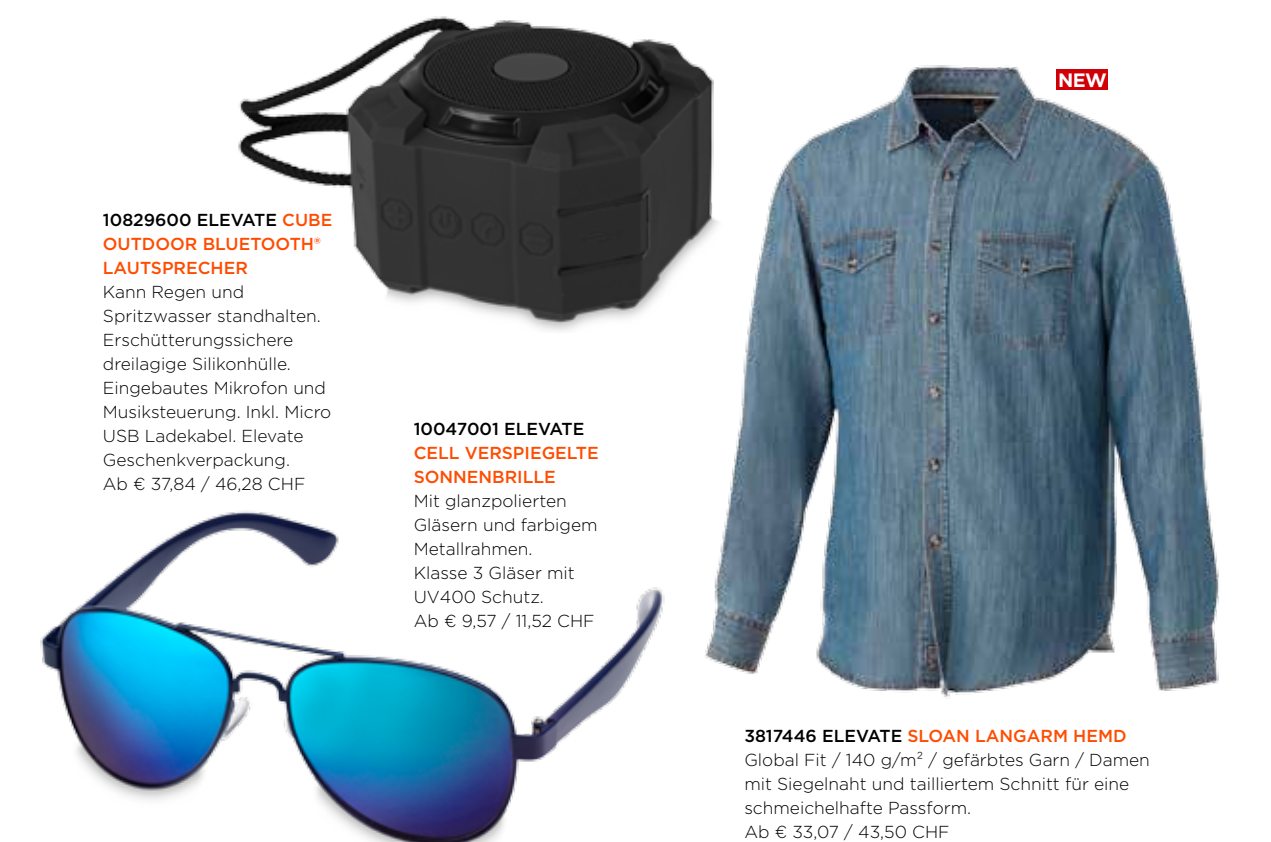 10829600 ELEVATE CUBE
OUTDOOR BLUETOOTH®
LAUTSPRECHER
Kann Regen und
Spritzwasser standhalten.
Erschütterungssichere
dreilagige Silikonhülle.
Eingebautes Mikrofon und
Musiksteuerung. Inkl. Micro
USB Ladekabel. Elevate
Geschenkverpackung.
Ab € 37,84 / 46,28 CHF
10047001 ELEVATE
CELL VERSPIEGELTE
SONNENBRILLE
Mit glanzpolierten
Gläsern und farbigem
Metallrahmen.
Klasse 3 Gläser mit
UV400 Schutz.
Ab € 9,57 / 11,52 CHF
NEW
3817446 ELEVATE SLOAN LANGARM HEMD
Global Fit / 140 g/m² / gefärbtes Garn / Damen
mit Siegelnaht und tailliertem Schnitt für eine
schmeichelhafte Passform.
Ab € 33,07 / 43,50 CHF